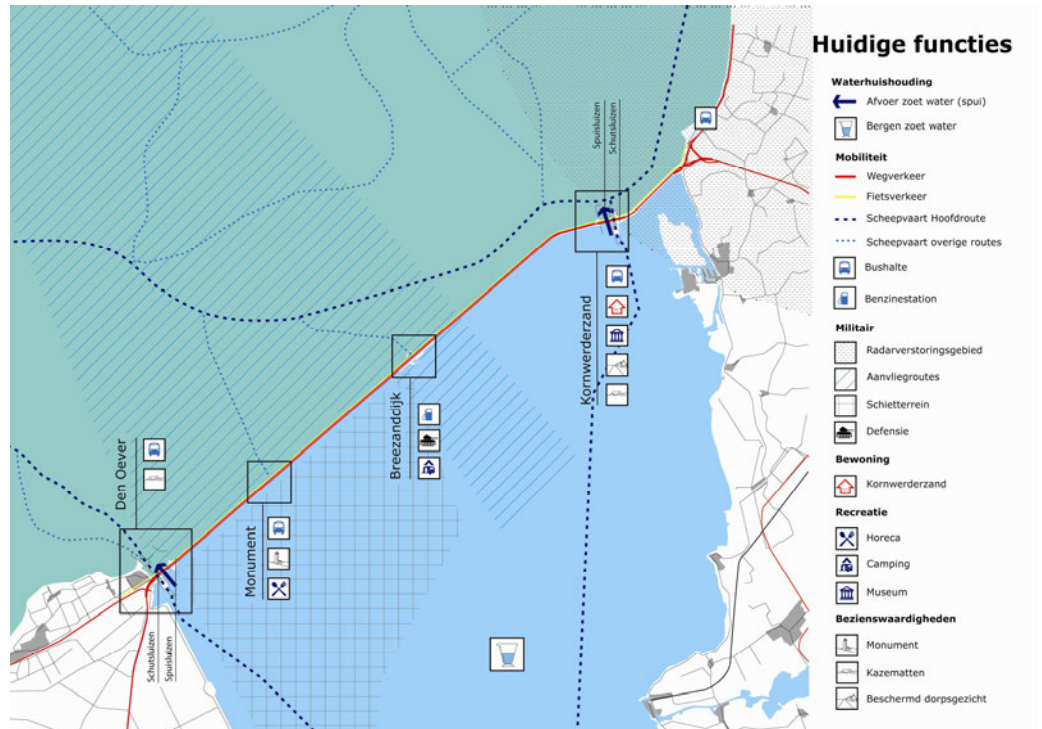 Huidige functies
Waterhuishouding
Afvoer zoet water (spui)
Bergen zoet water
Mobiliteit
Wegverkeer
Fietsverkeer
Scheepvaart Hoofdroute
Scheepvaart overige routes
Bushalte
Benzinestation
Militair
Radarverstoringsgebied
Aanvliegroutes
Schietterrein
Defensie
Bewoning
Kornwerderzand
Recreatie
Horeca
Camping
Museum
Bezienswaardigheden
Monument
Kazematten
Beschermd dorpsgezicht
Spuisluizen
Schutsluizen
Kornwerderzand
Breezanddijk
Monument
Den Oever
Schutsluizen
Spuisluizen